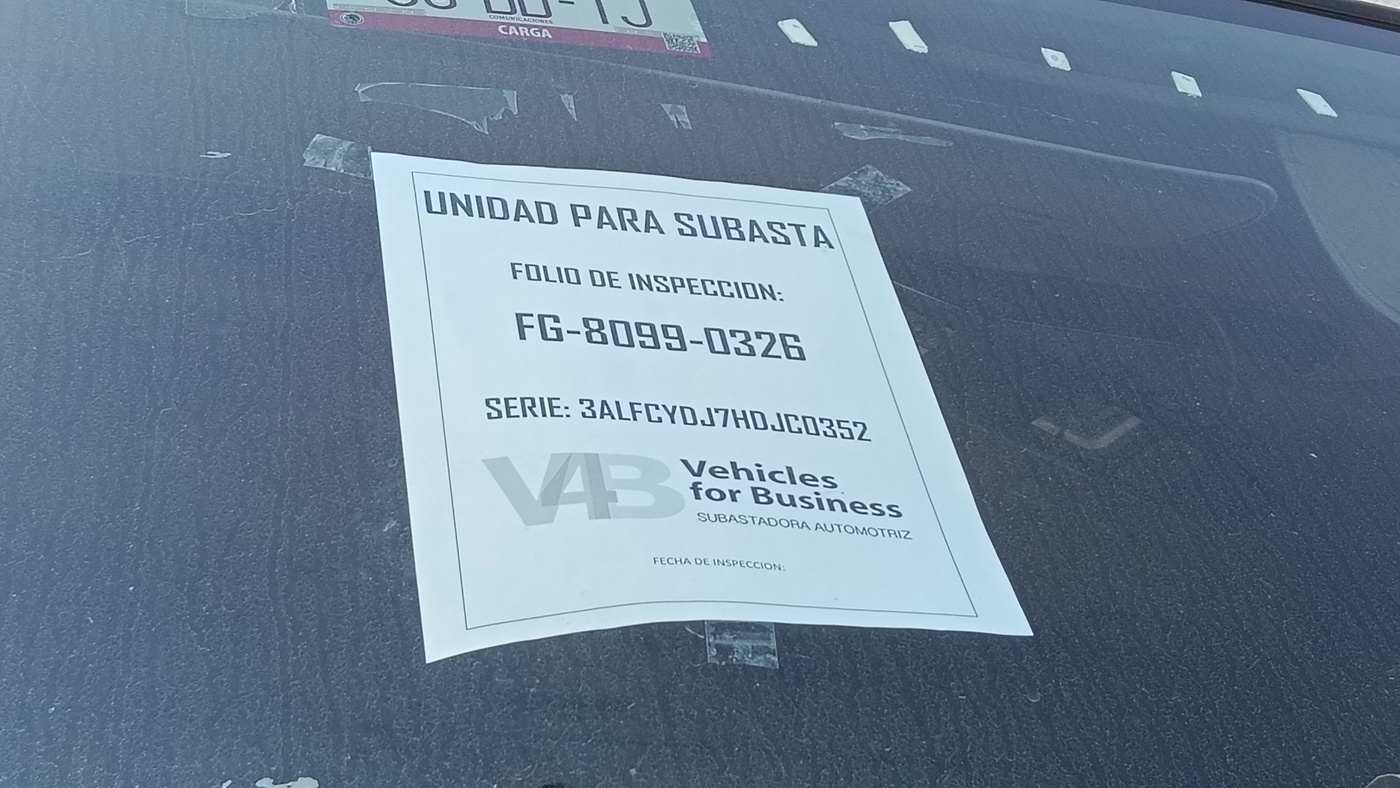 COMUNICACIONES
CARGA
UNIDAD PARA SUBASTA
FOLIO DE INSPECCION:
FG-8099-0326
SERIE: 3ALFCYDJ7HDJC0352
V4B Vehicles
for Business
SUBASTADORA AUTOMOTRIZ
FECHA DE INSPECCION: